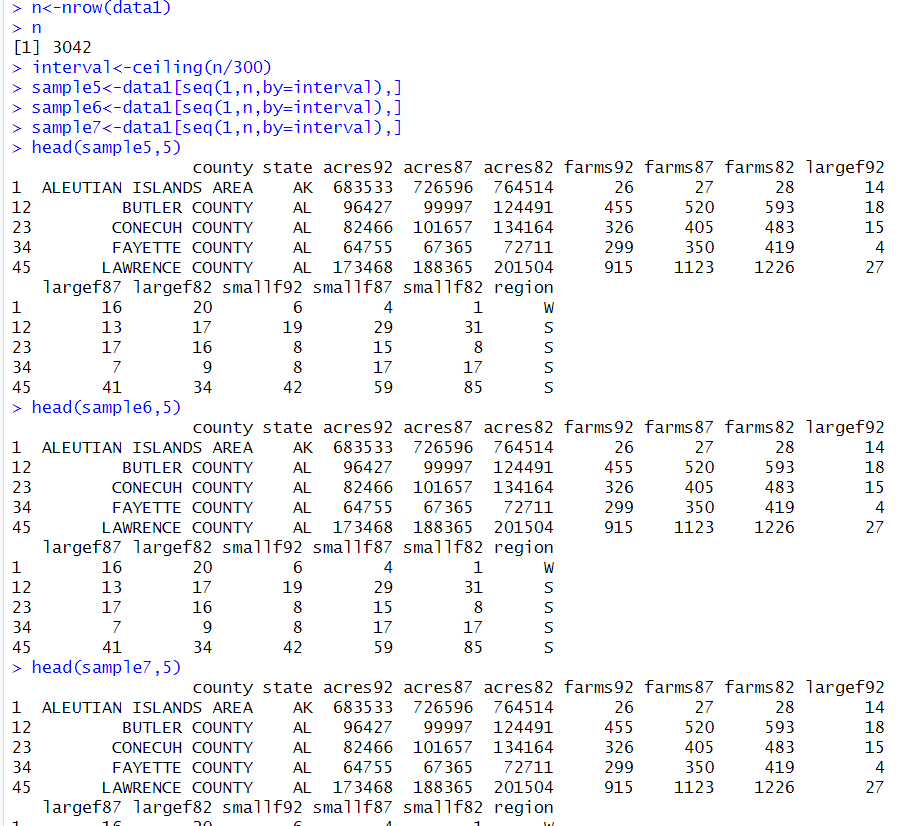 > n<-nrow(data1)
> n
[1] 3042
> interval<-ceiling(n/300)
> sample5<-data1[seq(1,n,by=interval),]
> sample6<-data1[seq(1,n,by=interval),]
> sample7<-data1[seq(1,n,by=interval),]
> head(sample5,5)
county state acres92 acres87 acres82 farms92 farms87 farms82 largef92
1 ALEUTIAN ISLANDS AREA AK 683533 726596 764514 26 27 28 14
12 BUTLER COUNTY AL 96427 99997 124491 455 520 593 18
23 CONECUH COUNTY AL 82466 101657 134164 326 405 483 15
34 FAYETTE COUNTY AL 64755 67365 72711 299 350 419 4
45 LAWRENCE COUNTY AL 173468 188365 201504 915 1123 1226 27
largef87 largef82 smallf92 smallf87 smallf82 region
1 16 20 6 4 1 W
12 13 17 19 29 31 S
23 17 16 8 15 8 S
34 7 9 8 17 17 S
45 41 34 42 59 85 S
> head(sample6,5)
county state acres92 acres87 acres82 farms92 farms87 farms82 largef92
1 ALEUTIAN ISLANDS AREA AK 683533 726596 764514 26 27 28 14
12 BUTLER COUNTY AL 96427 99997 124491 455 520 593 18
23 CONECUH COUNTY AL 82466 101657 134164 326 405 483 15
34 FAYETTE COUNTY AL 64755 67365 72711 299 350 419 4
45 LAWRENCE COUNTY AL 173468 188365 201504 915 1123 1226 27
largef87 largef82 smallf92 smallf87 smallf82 region
1 16 20 6 4 1 W
12 13 17 19 29 31 S
23 17 16 8 15 8 S
34 7 9 8 17 17 S
45 41 34 42 59 85 S
> head(sample7,5)
county state acres92 acres87 acres82 farms92 farms87 farms82 largef92
1 ALEUTIAN ISLANDS AREA AK 683533 726596 764514 26 27 28 14
12 BUTLER COUNTY AL 96427 99997 124491 455 520 593 18
23 CONECUH COUNTY AL 82466 101657 134164 326 405 483 15
34 FAYETTE COUNTY AL 64755 67365 72711 299 350 419 4
45 LAWRENCE COUNTY AL 173468 188365 201504 915 1123 1226 27
largef87 largef82 smallf92 smallf87 smallf82 region